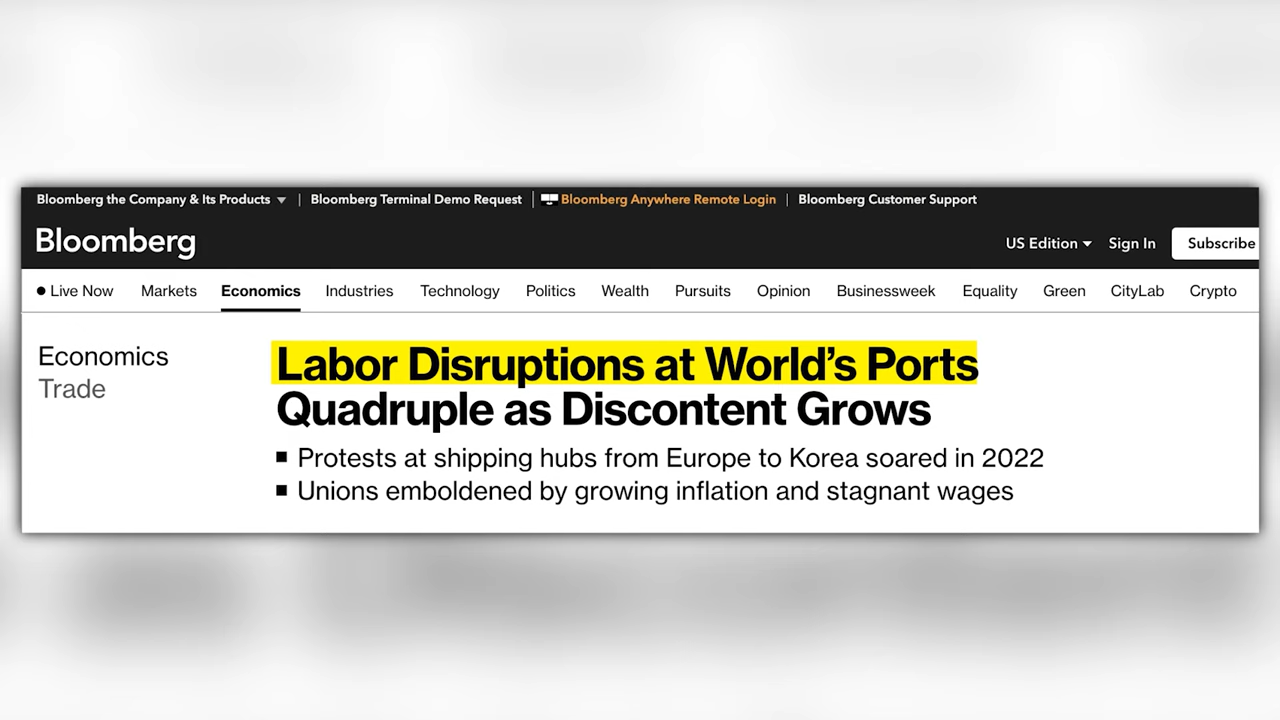 Bloomberg the Company & Its Products | Bloomberg Terminal Demo Request | Bloomberg Anywhere Remote Login | Bloomberg Customer Support
Bloomberg US Edition Sign In Subscribe
Live Now Markets Economics Industries Technology Politics Wealth Pursuits Opinion Businessweek Equality Green CityLab Crypto
Economics
Trade
Labor Disruptions at World’s Ports
Quadruple as Discontent Grows
■ Protests at shipping hubs from Europe to Korea soared in 2022
■ Unions emboldened by growing inflation and stagnant wages